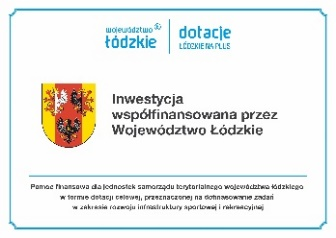 województwo
łódzkie
dotacje
ŁÓDZKIE NA PLUS
Inwestycja
współfinansowana przez
Województwo Łódzkie
Pomoc finansowa dla jednostek samorządu terytorialnego województwa łódzkiego
w formie dotacji celowej, przeznaczonej na dofinansowanie zadań
w zakresie rozwoju infrastruktury sportowej i rekreacyjnej